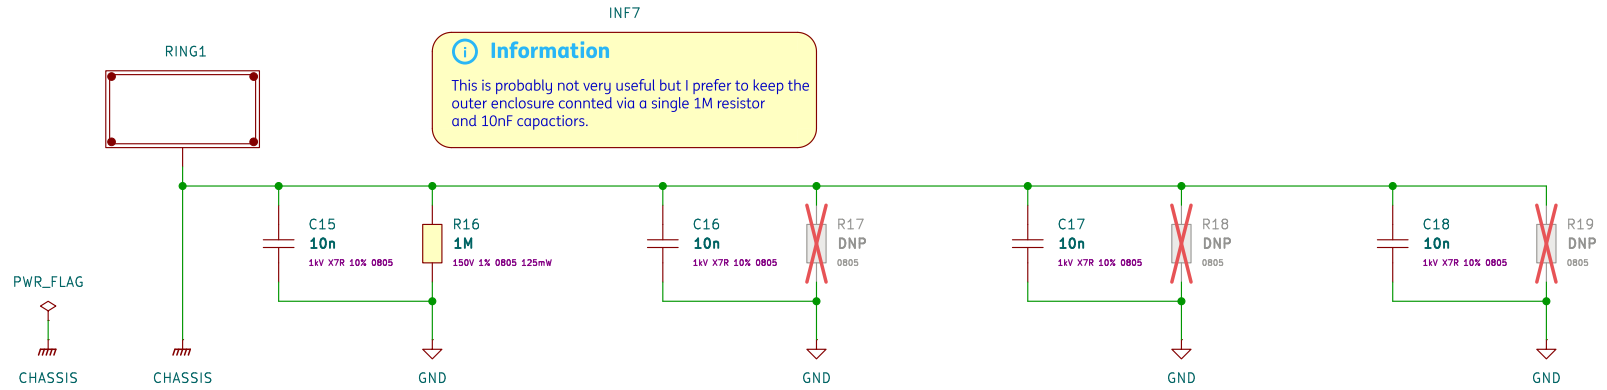 INF7
RING1
Information
This is probably not very useful but I prefer to keep the
outer enclosure connted via a single 1M resistor
and 10nF capactiors.
C15
10n
1kV X7R 10% 0805
R16
1M
150V 1% 0805 125mW
C16
10n
1kV X7R 10% 0805
R17
DNP
0805
C17
10n
1kV X7R 10% 0805
R18
DNP
0805
C18
10n
1kV X7R 10% 0805
R19
DNP
0805
PWR_FLAG
CHASSIS
CHASSIS
GND
GND
GND
GND